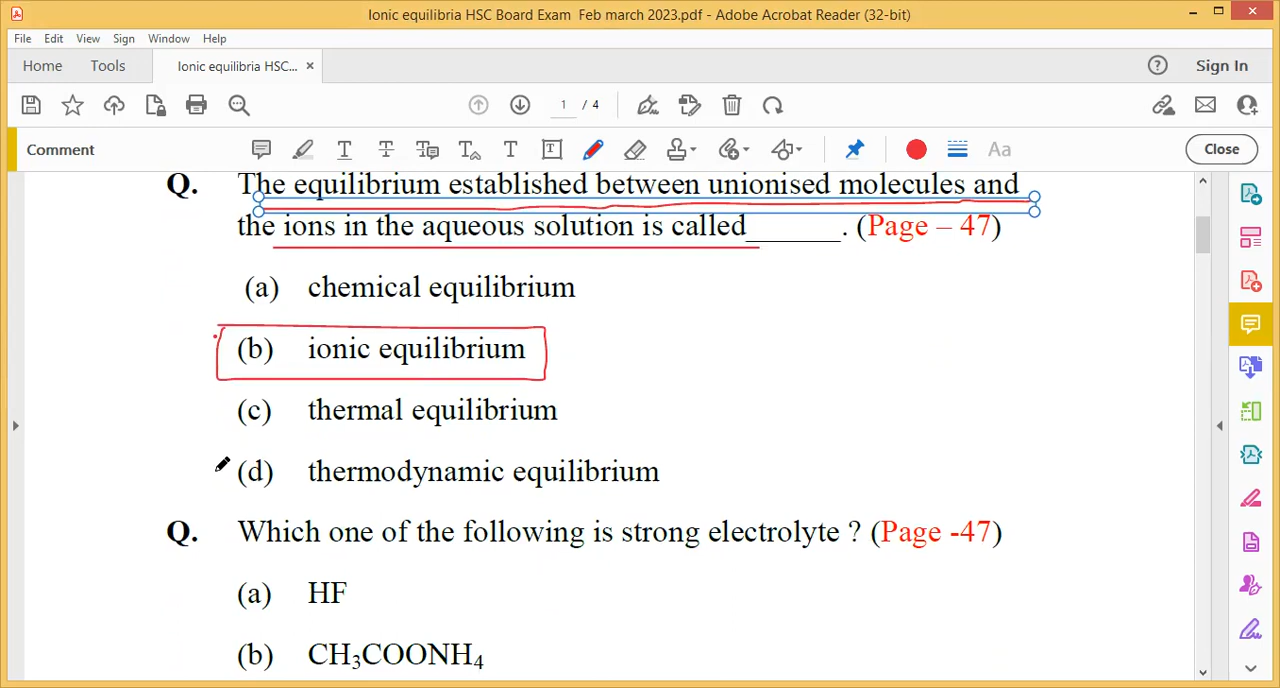 Ionic equilibria HSC Board Exam  Feb march 2023.pdf - Adobe Acrobat Reader (32-bit)
File Edit View Sign Window Help
Home Tools Ionic equilibria HSC... × Sign In
1 / 4
Comment Close
Q. The equilibrium established between unionised molecules and
the ions in the aqueous solution is called______. (Page – 47)
(a) chemical equilibrium
(b) ionic equilibrium
(c) thermal equilibrium
(d) thermodynamic equilibrium
Q. Which one of the following is strong electrolyte ? (Page -47)
(a) HF
(b) CH₃COONH₄